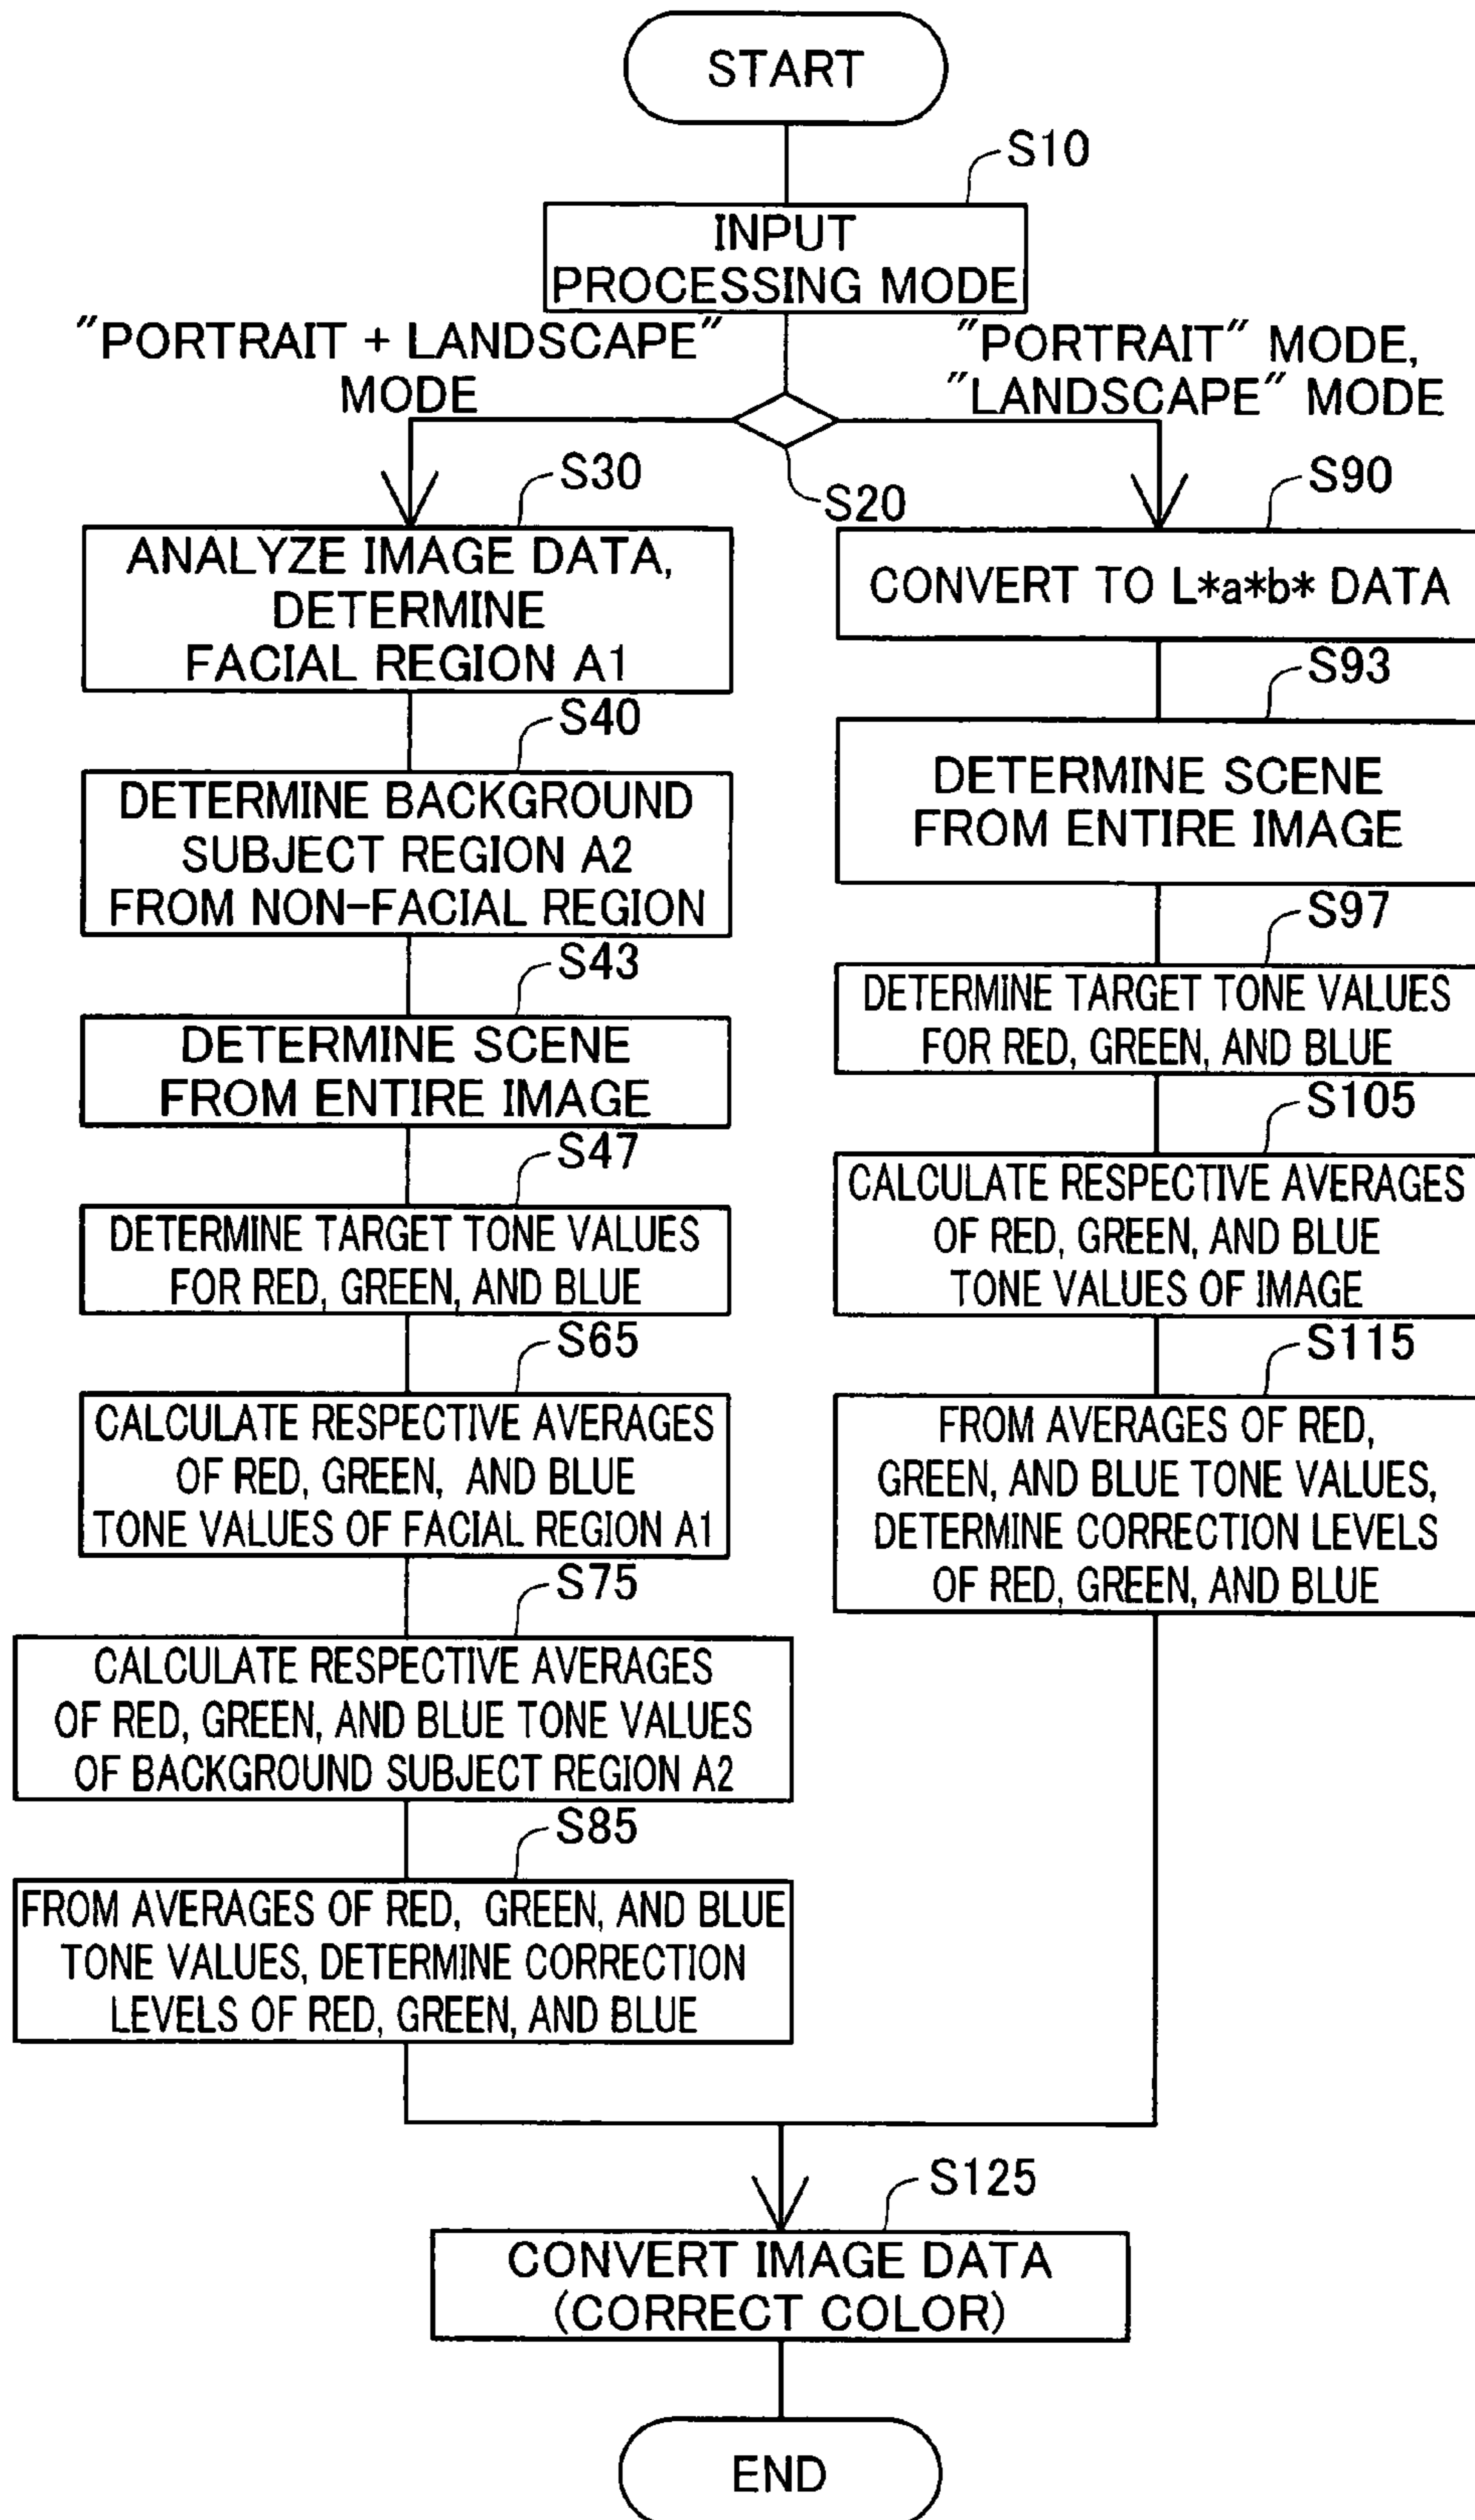 START
S10
INPUT
PROCESSING MODE
"PORTRAIT + LANDSCAPE"
MODE
"PORTRAIT" MODE,
"LANDSCAPE" MODE
S20
S30
ANALYZE IMAGE DATA,
DETERMINE
FACIAL REGION A1
S40
DETERMINE BACKGROUND
SUBJECT REGION A2
FROM NON-FACIAL REGION
S43
DETERMINE SCENE
FROM ENTIRE IMAGE
S47
DETERMINE TARGET TONE VALUES
FOR RED, GREEN, AND BLUE
S65
CALCULATE RESPECTIVE AVERAGES
OF RED, GREEN, AND BLUE
TONE VALUES OF FACIAL REGION A1
S75
CALCULATE RESPECTIVE AVERAGES
OF RED, GREEN, AND BLUE TONE VALUES
OF BACKGROUND SUBJECT REGION A2
S85
FROM AVERAGES OF RED, GREEN, AND BLUE
TONE VALUES, DETERMINE CORRECTION
LEVELS OF RED, GREEN, AND BLUE
S90
CONVERT TO L*a*b* DATA
S93
DETERMINE SCENE
FROM ENTIRE IMAGE
S97
DETERMINE TARGET TONE VALUES
FOR RED, GREEN, AND BLUE
S105
CALCULATE RESPECTIVE AVERAGES
OF RED, GREEN, AND BLUE
TONE VALUES OF IMAGE
S115
FROM AVERAGES OF RED,
GREEN, AND BLUE TONE VALUES,
DETERMINE CORRECTION LEVELS
OF RED, GREEN, AND BLUE
S125
CONVERT IMAGE DATA
(CORRECT COLOR)
END